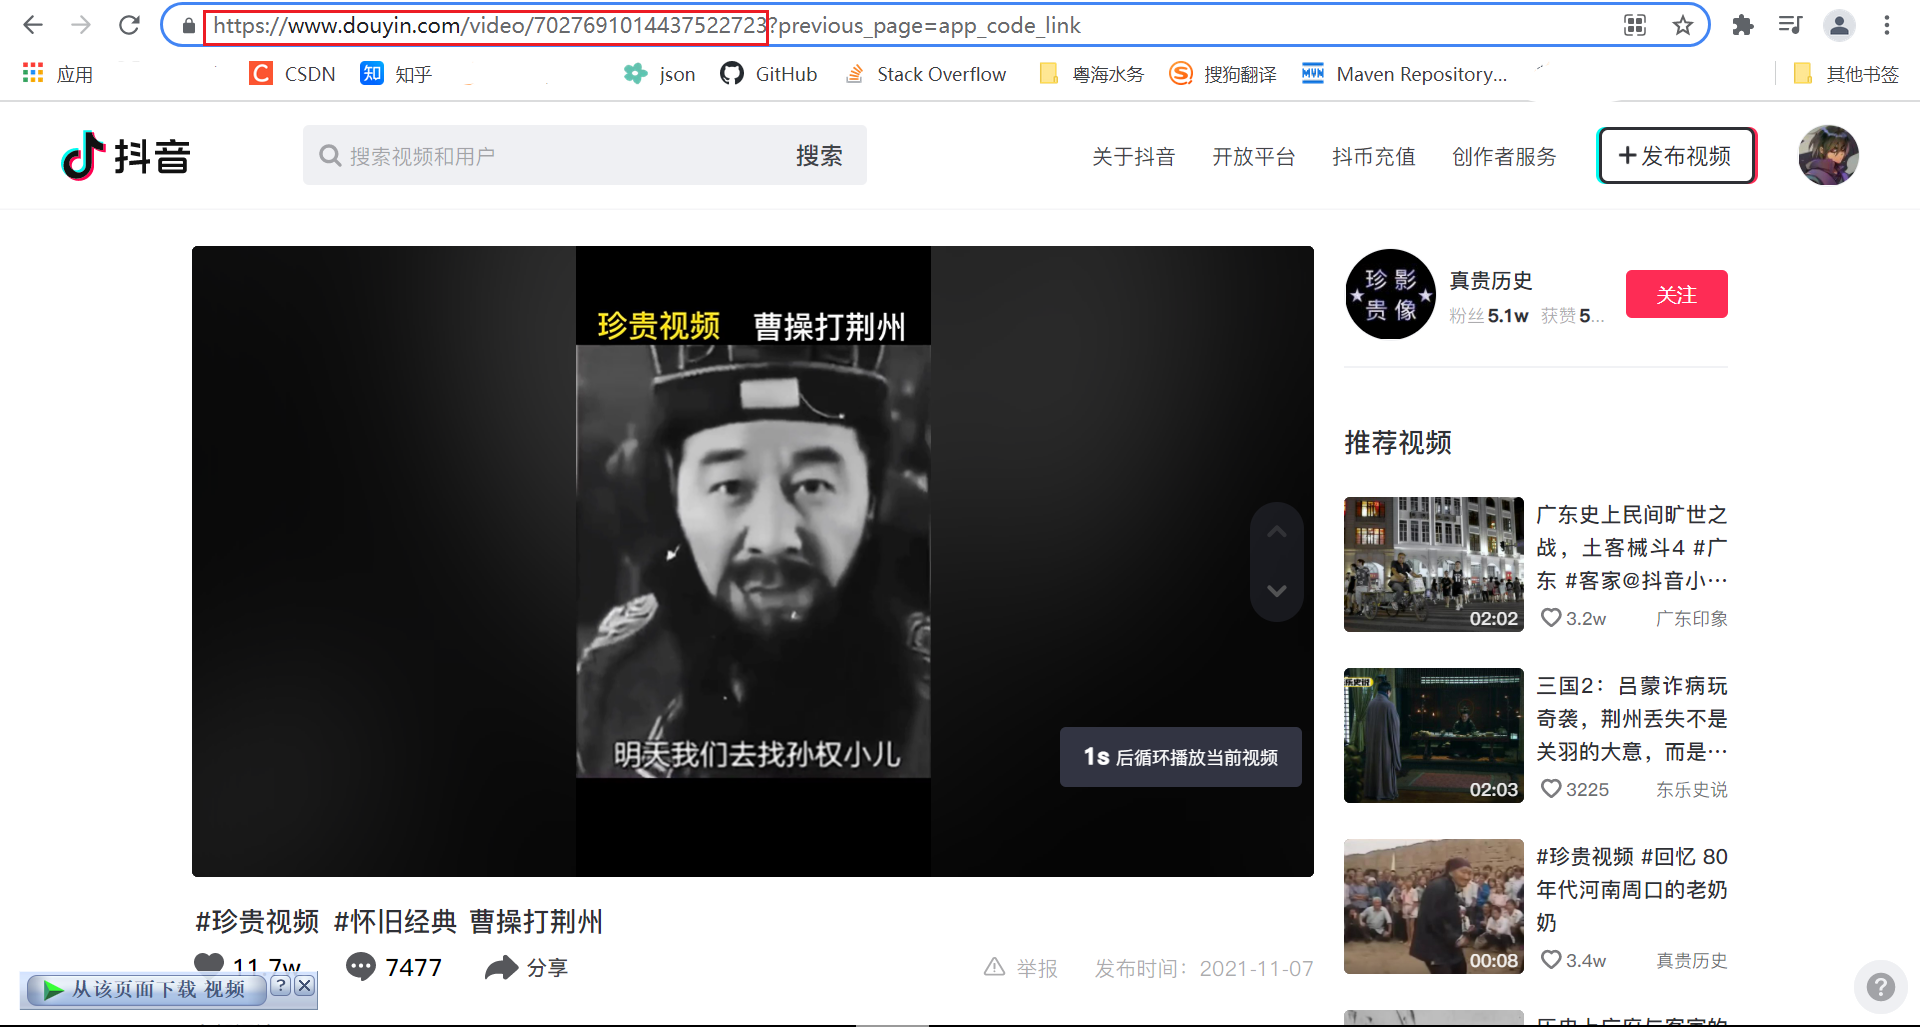 https://www.douyin.com/video/7027691014437522723?previous_page=app_code_link
应用
CSDN
知 知乎
json
GitHub
Stack Overflow
粤海水务
搜狗翻译
MVN Maven Repository...
其他书签
抖音
搜索视频和用户
搜索
关于抖音
开放平台
抖币充值
创作者服务
+发布视频
珍贵视频 曹操打荆州
明天我们去找孙权小儿
1s 后循环播放当前视频
珍影
贵像
真贵历史
粉丝 5.1w 获赞 5...
关注
推荐视频
02:02
广东史上民间旷世之
战，土客械斗4 #广
东 #客家@抖音小…
3.2w 广东印象
乐史说
02:03
三国2：吕蒙诈病玩
奇袭，荆州丢失不是
关羽的大意，而是…
3225 东乐史说
00:08
#珍贵视频 #回忆 80
年代河南周口的老奶
奶
3.4w 真贵历史
#珍贵视频 #怀旧经典 曹操打荆州
11.7w
7477
分享
举报
发布时间：2021-11-07
从该页面下载 视频
?